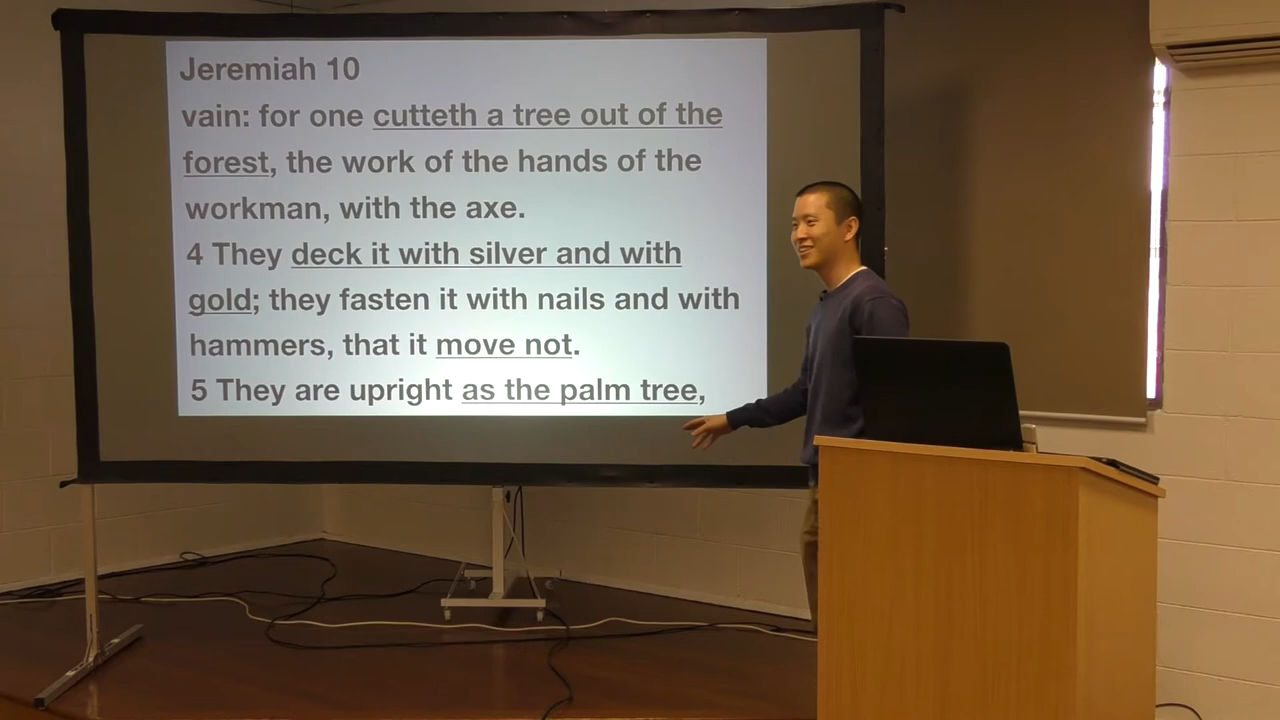 Jeremiah 10
vain: for one cutteth a tree out of the
forest, the work of the hands of the
workman, with the axe.
4 They deck it with silver and with
gold; they fasten it with nails and with
hammers, that it move not.
5 They are upright as the palm tree,